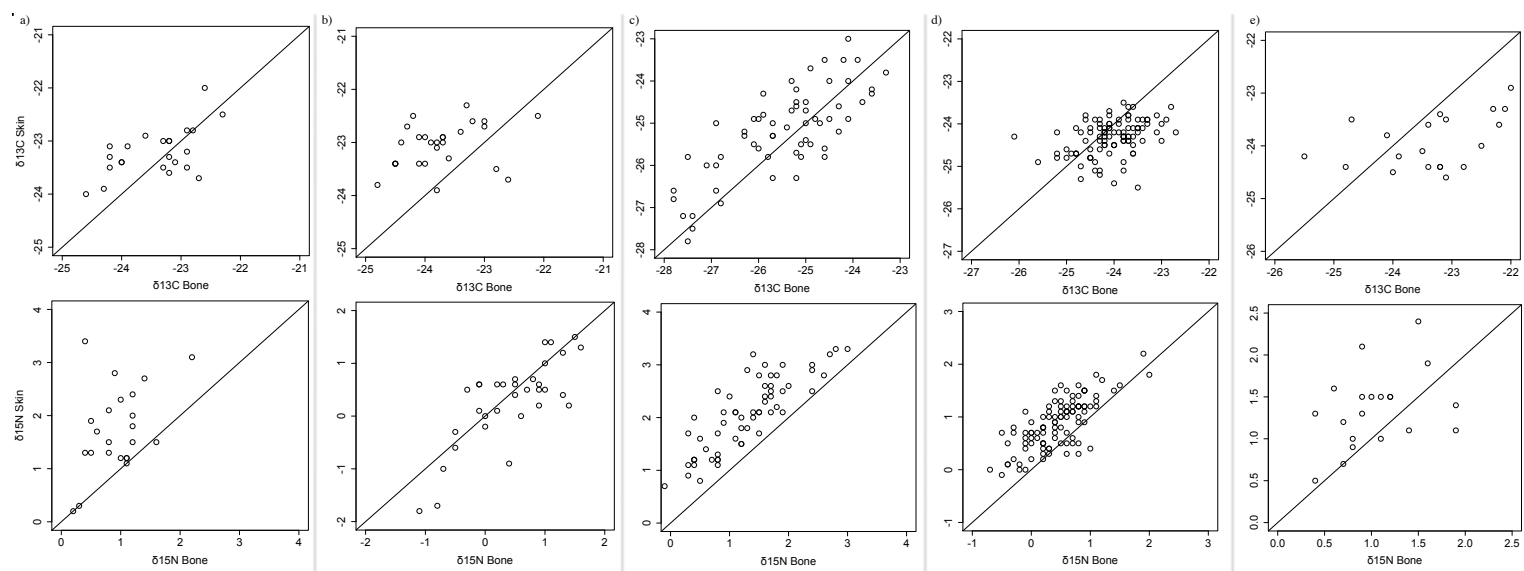 a)
-21
-22
-23
-24
-25
δ13C Skin
-25 -24 -23 -22 -21
δ13C Bone
b)
-21
-22
-23
-24
-25
-25 -24 -23 -22 -21
δ13C Bone
c)
-23
-24
-25
-26
-27
-28
-28 -27 -26 -25 -24 -23
δ13C Bone
d)
-22
-23
-24
-25
-26
-27
-27 -26 -25 -24 -23 -22
δ13C Bone
e)
-22
-23
-24
-25
-26
-26 -25 -24 -23 -22
δ13C Bone
4
3
2
1
0
δ15N Skin
0 1 2 3 4
δ15N Bone
2
1
0
-1
-2
-2 -1 0 1 2
δ15N Bone
4
3
2
1
0
0 1 2 3 4
δ15N Bone
3
2
1
0
-1
-1 0 1 2 3
δ15N Bone
2.5
2.0
1.5
1.0
0.5
0.0
0.0 0.5 1.0 1.5 2.0 2.5
δ15N Bone